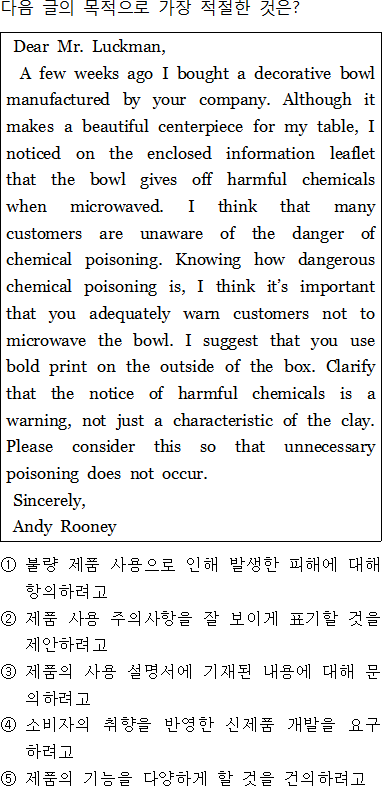 다음 글의 목적으로 가장 적절한 것은?
Dear Mr. Luckman,
A few weeks ago I bought a decorative bowl
manufactured by your company. Although it
makes a beautiful centerpiece for my table, I
noticed on the enclosed information leaflet
that the bowl gives off harmful chemicals
when microwaved. I think that many
customers are unaware of the danger of
chemical poisoning. Knowing how dangerous
chemical poisoning is, I think it's important
that you adequately warn customers not to
microwave the bowl. I suggest that you use
bold print on the outside of the box. Clarify
that the notice of harmful chemicals is a
warning, not just a characteristic of the clay.
Please consider this so that unnecessary
poisoning does not occur.
Sincerely,
Andy Rooney
① 불량 제품 사용으로 인해 발생한 피해에 대해
항의하려고
② 제품 사용 주의사항을 잘 보이게 표기할 것을
제안하려고
③ 제품의 사용 설명서에 기재된 내용에 대해 문
의하려고
④ 소비자의 취향을 반영한 신제품 개발을 요구
하려고
⑤ 제품의 기능을 다양하게 할 것을 건의하려고